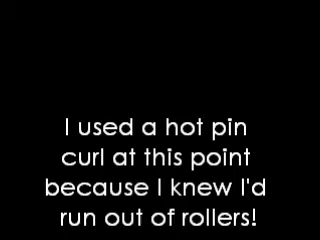 I used a hot pin
curl at this point
because I knew I'd
run out of rollers!